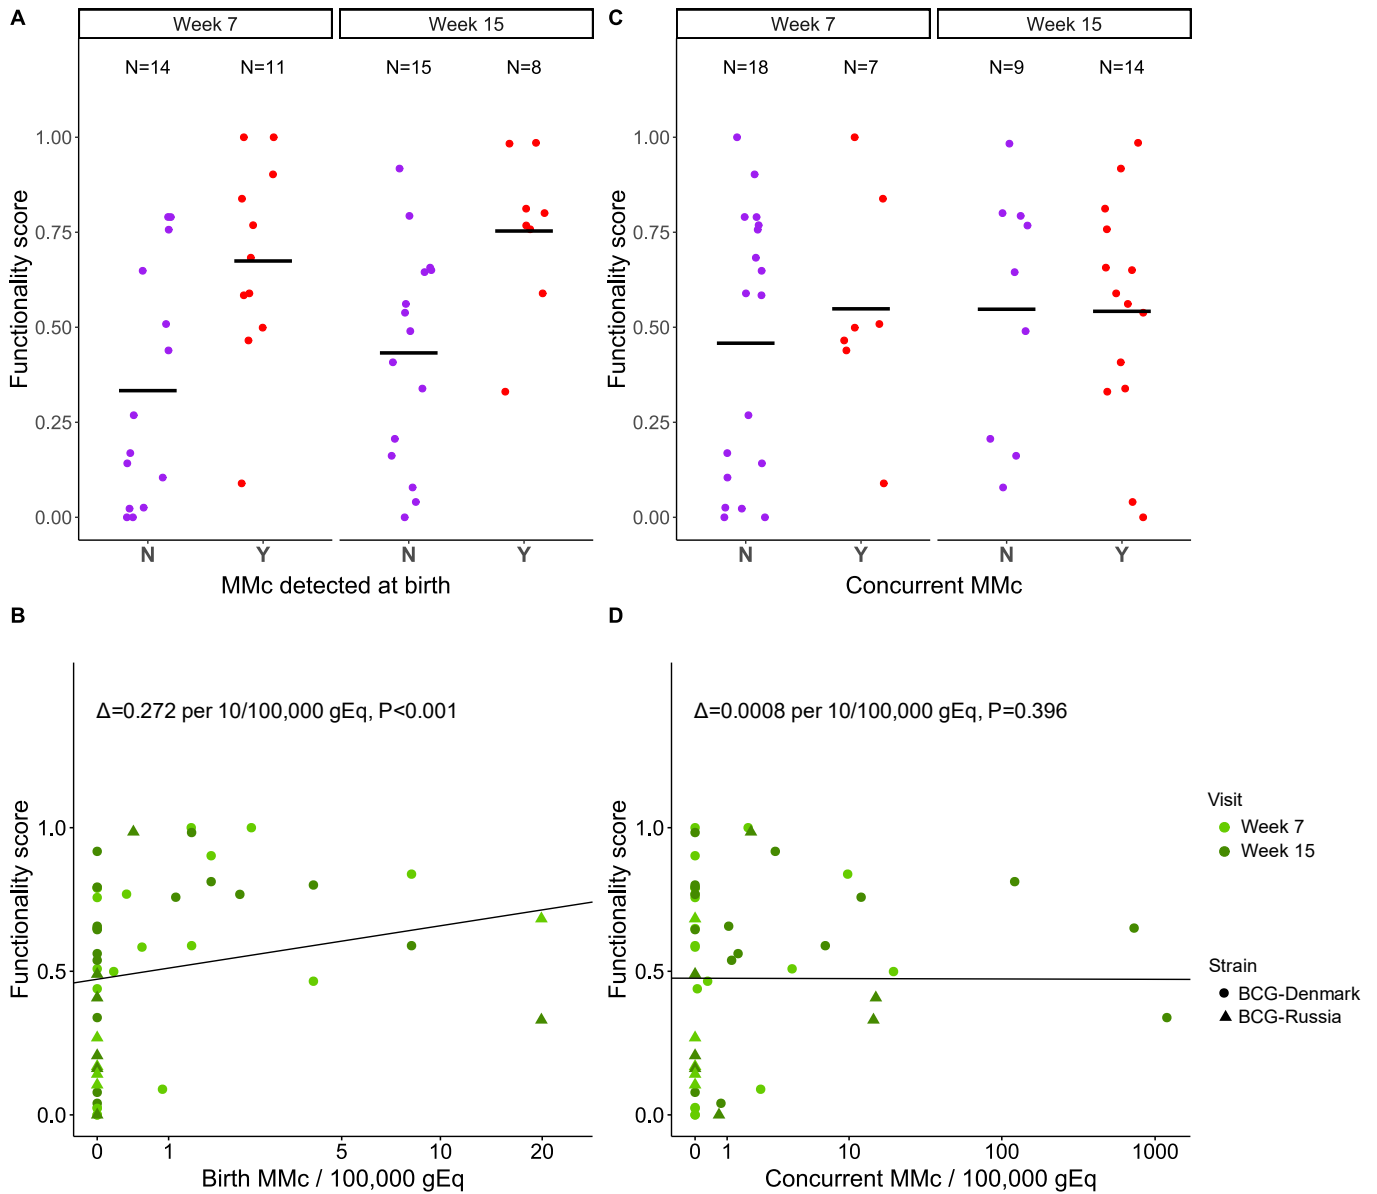 A
Week 7
Week 15
N=14
N=11
N=15
N=8
1.00
0.75
0.50
0.25
0.00
Functionality score
N
Y
N
Y
MMc detected at birth
C
Week 7
Week 15
N=18
N=7
N=9
N=14
1.00
0.75
0.50
0.25
0.00
Functionality score
N
Y
N
Y
Concurrent MMc
B
Δ=0.272 per 10/100,000 gEq, P<0.001
1.0
0.5
0.0
Functionality score
0
1
5
10
20
Birth MMc / 100,000 gEq
D
Δ=0.0008 per 10/100,000 gEq, P=0.396
1.0
0.5
0.0
Functionality score
0
1
10
100
1000
Concurrent MMc / 100,000 gEq
Visit
Week 7
Week 15
Strain
BCG-Denmark
BCG-Russia